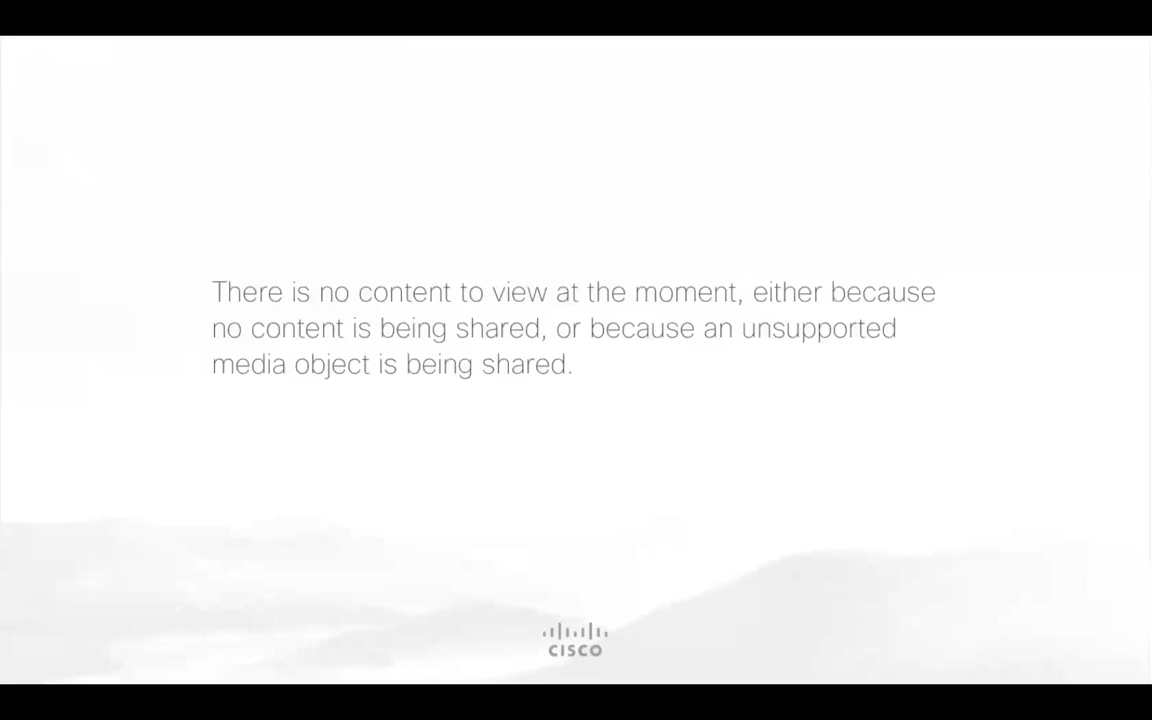 There is no content to view at the moment, either because
no content is being shared, or because an unsupported
media object is being shared.
CISCO